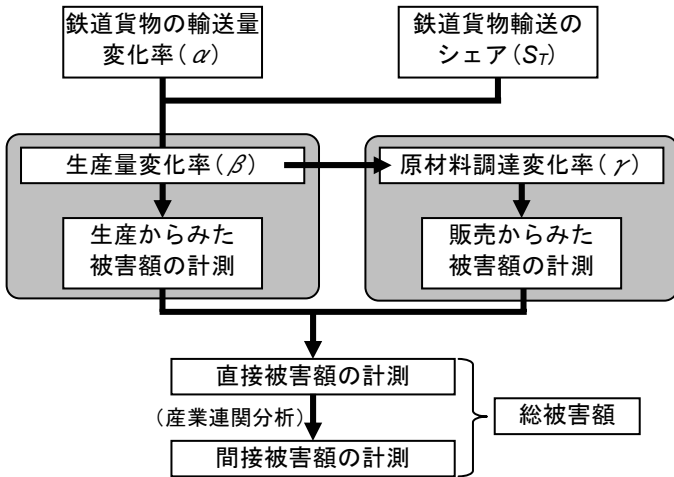 鉄道貨物の輸送量
変化率(α)
鉄道貨物輸送の
シェア(S_T)
生産量変化率(β)
原材料調達変化率(γ)
生産からみた
被害額の計測
販売からみた
被害額の計測
直接被害額の計測
(産業連関分析)
総被害額
間接被害額の計測